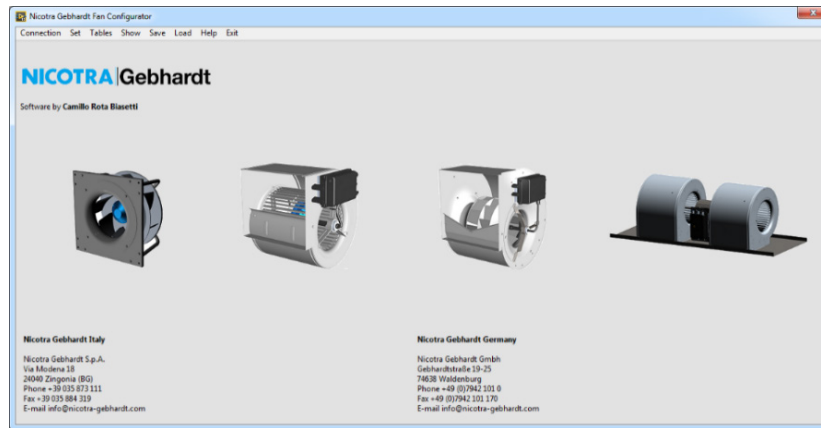 Nicotra Gebhardt Fan Configurator
Connection Set Tables Show Save Load Help Exit
NICOTRA|Gebhardt
Software by Camillo Rota Biasetti
Nicotra Gebhardt Italy
Nicotra Gebhardt S.p.A.
Via Modena 18
24040 Zingonia (BG)
Phone +39 035 873 111
Fax +39 035 884 319
E-mail info@nicotra-gebhardt.com
Nicotra Gebhardt Germany
Nicotra Gebhardt Gmbh
Gebhardtstraße 19-25
74638 Waldenburg
Phone +49 (0)7942 101 0
Fax +49 (0)7942 101 170
E-mail info@nicotra-gebhardt.com